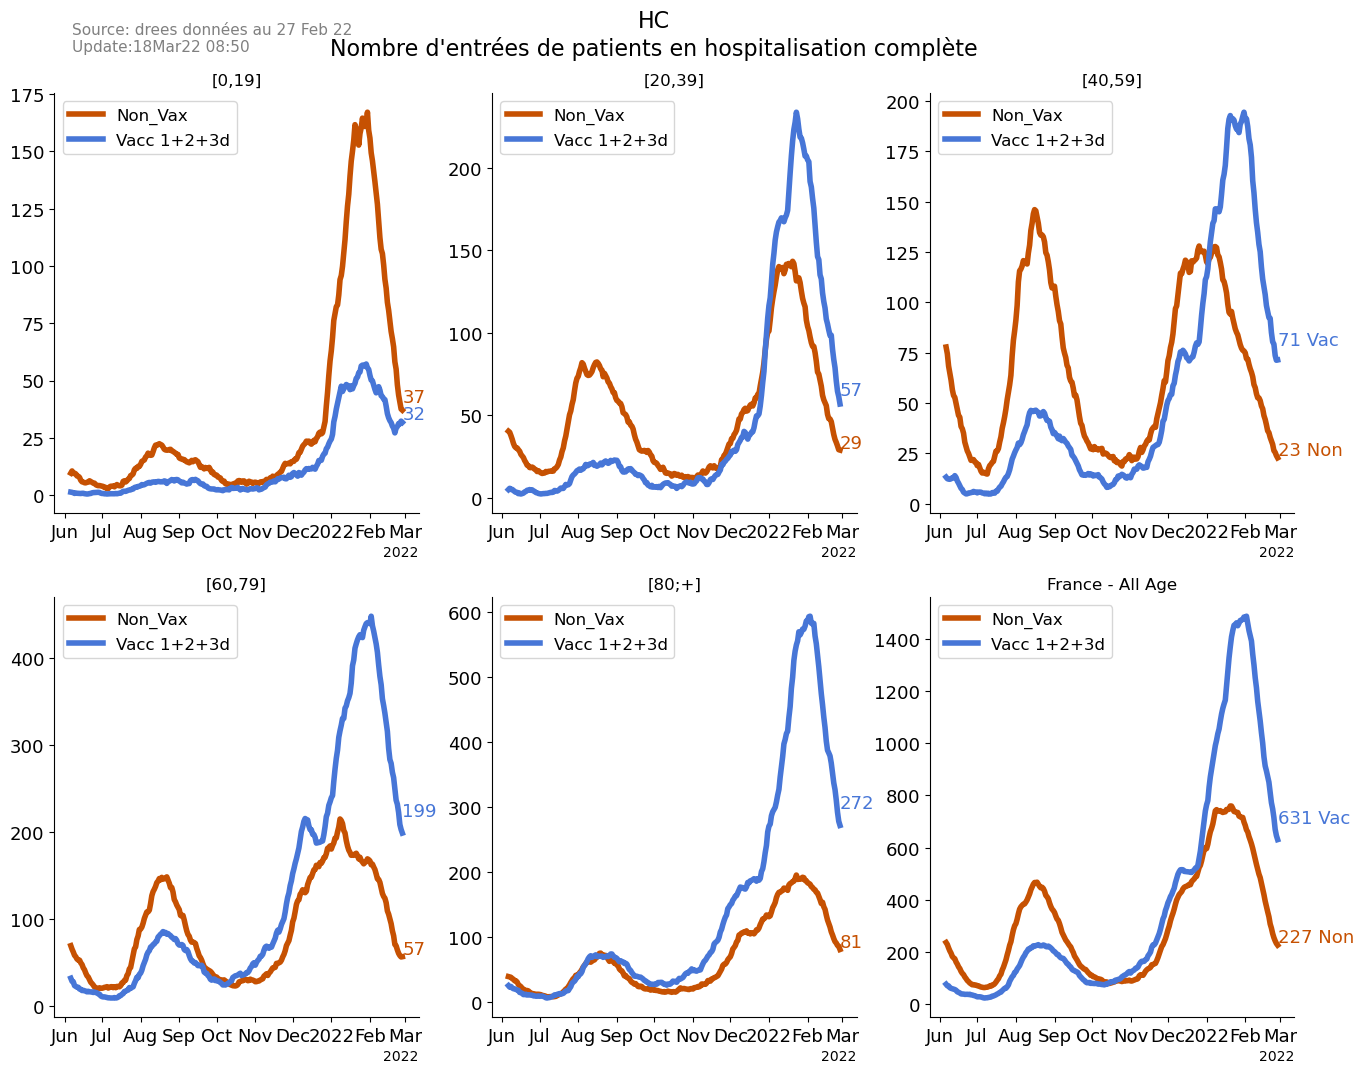 HC
Nombre d'entrées de patients en hospitalisation complète
Source: drees données au 27 Feb 22
Update:18Mar22 08:50
[0,19]
Non_Vax
Vacc 1+2+3d
175
150
125
100
75
50
25
0
37
32
Jun Jul Aug Sep Oct Nov Dec 2022 Feb Mar
2022
[20,39]
Non_Vax
Vacc 1+2+3d
200
150
100
50
0
57
29
Jun Jul Aug Sep Oct Nov Dec 2022 Feb Mar
2022
[40,59]
Non_Vax
Vacc 1+2+3d
200
175
150
125
100
75
50
25
0
71 Vac
23 Non
Jun Jul Aug Sep Oct Nov Dec 2022 Feb Mar
2022
[60,79]
Non_Vax
Vacc 1+2+3d
400
300
200
100
0
199
57
Jun Jul Aug Sep Oct Nov Dec 2022 Feb Mar
2022
[80;+]
Non_Vax
Vacc 1+2+3d
600
500
400
300
200
100
0
272
81
Jun Jul Aug Sep Oct Nov Dec 2022 Feb Mar
2022
France - All Age
Non_Vax
Vacc 1+2+3d
1400
1200
1000
800
600
400
200
0
631 Vac
227 Non
Jun Jul Aug Sep Oct Nov Dec 2022 Feb Mar
2022